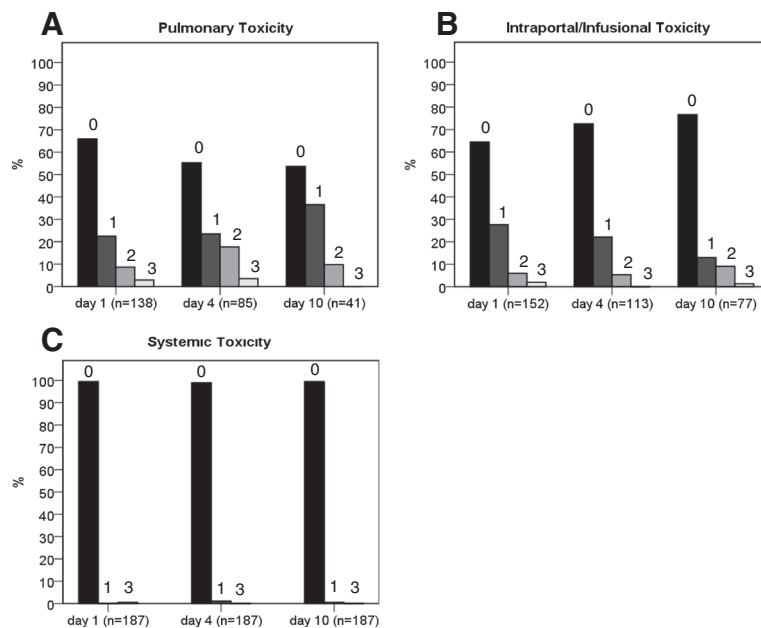 A
Pulmonary Toxicity
100
90
80
70
60
50
40
30
20
10
0
%
0 1 2 3
0 1 2 3
0 1 2 3
day 1 (n=138) day 4 (n=85) day 10 (n=41)
B
Intraportal/Infusional Toxicity
100
90
80
70
60
50
40
30
20
10
0
%
0 1 2 3
0 1 2 3
0 1 2 3
day 1 (n=152) day 4 (n=113) day 10 (n=77)
C
Systemic Toxicity
100
90
80
70
60
50
40
30
20
10
0
%
0 1 3
0 1 3
0 1 3
day 1 (n=187) day 4 (n=187) day 10 (n=187)